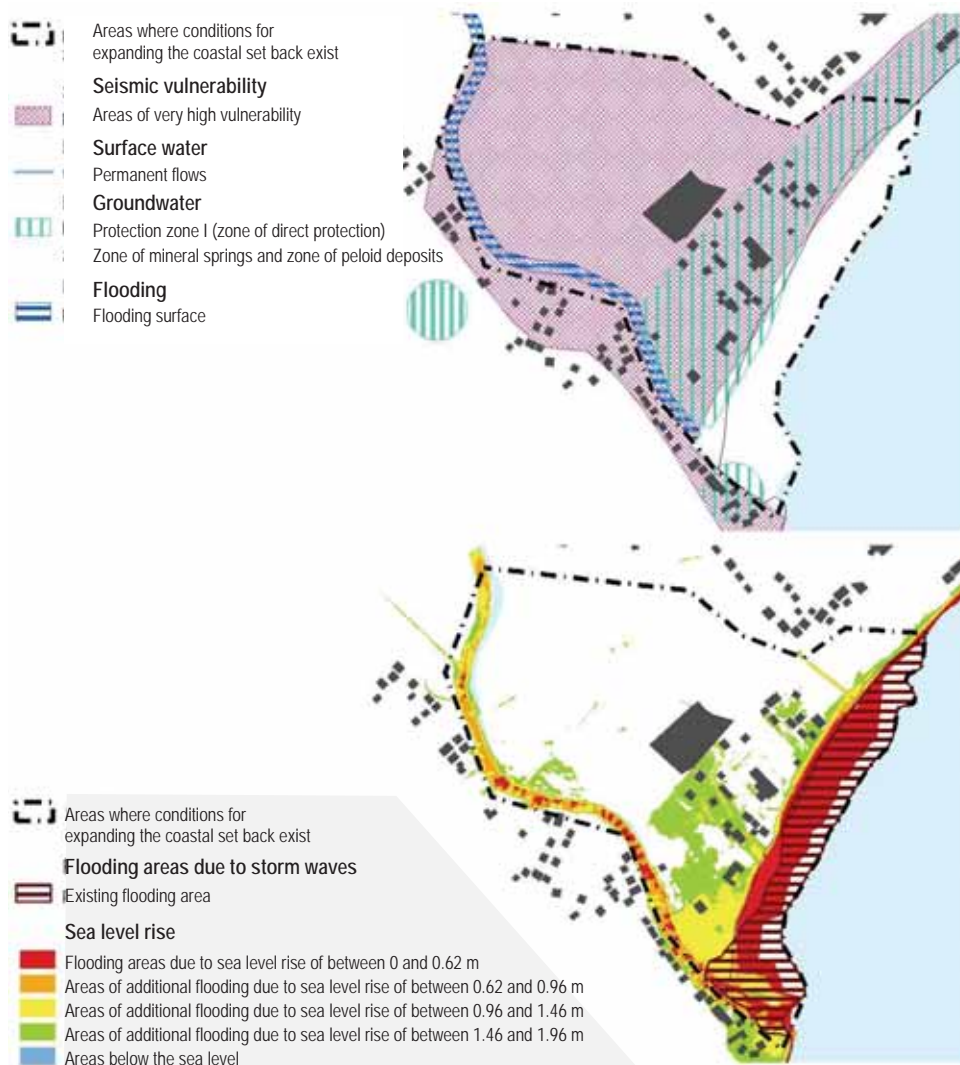 Areas where conditions for
expanding the coastal set back exist
Seismic vulnerability
Areas of very high vulnerability
Surface water
Permanent flows
Groundwater
Protection zone I (zone of direct protection)
Zone of mineral springs and zone of peloid deposits
Flooding
Flooding surface
Areas where conditions for
expanding the coastal set back exist
Flooding areas due to storm waves
Existing flooding area
Sea level rise
Flooding areas due to sea level rise of between 0 and 0.62 m
Areas of additional flooding due to sea level rise of between 0.62 and 0.96 m
Areas of additional flooding due to sea level rise of between 0.96 and 1.46 m
Areas of additional flooding due to sea level rise of between 1.46 and 1.96 m
Areas below the sea level